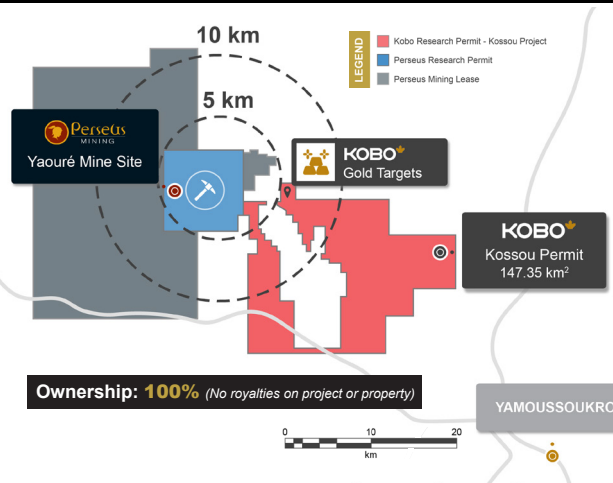 10 km
5 km
LEGEND
Kobo Research Permit - Kossou Project
Perseus Research Permit
Perseus Mining Lease
Perseus
MINING
Yaouré Mine Site
KOBO
Gold Targets
KOBO
Kossou Permit
147.35 km²
Ownership: 100% (No royalties on project or property)
YAMOUSSOUKRO
0 10 20
km